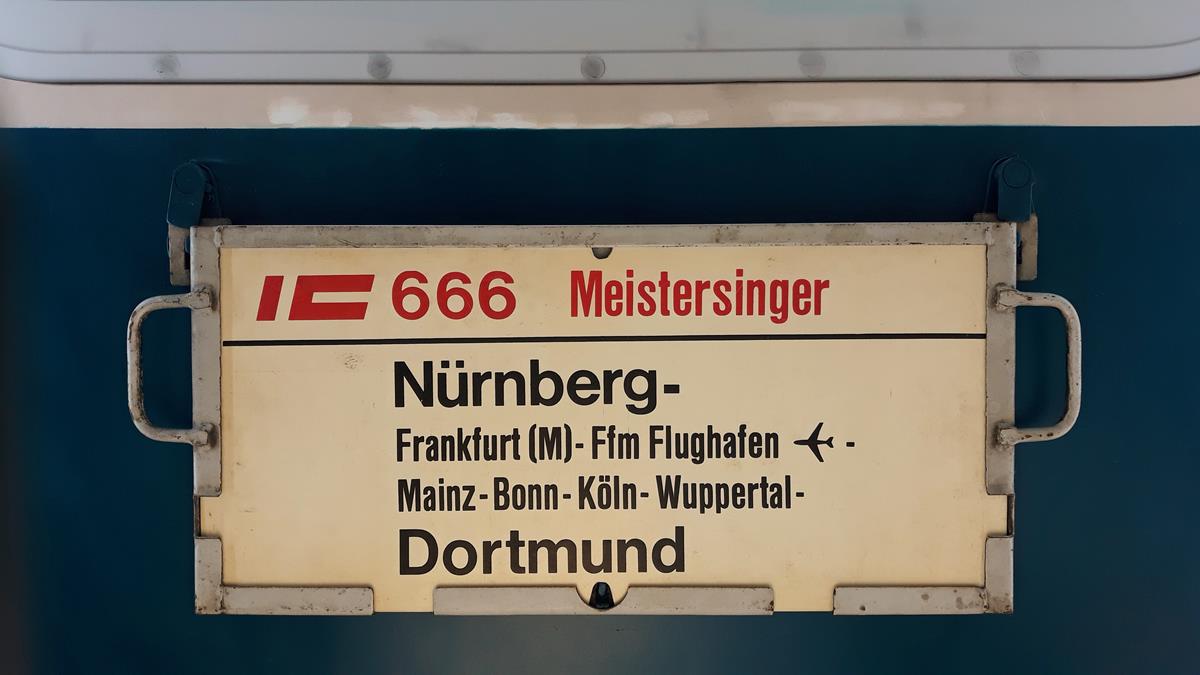 IC 666 Meistersinger
Nürnberg-
Frankfurt (M)- Ffm Flughafen ✈ -
Mainz-Bonn-Köln-Wuppertal-
Dortmund